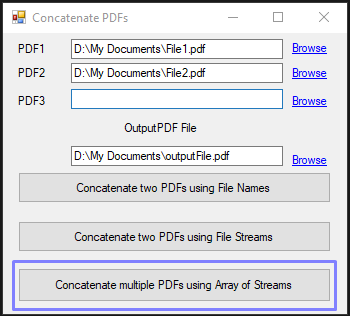 Concatenate PDFs
PDF1 D:\My Documents\File1.pdf Browse
PDF2 D:\My Documents\File2.pdf Browse
PDF3 Browse
OutputPDF File
D:\My Documents\outputFile.pdf Browse
Concatenate two PDFs using File Names
Concatenate two PDFs using File Streams
Concatenate multiple PDFs using Array of Streams